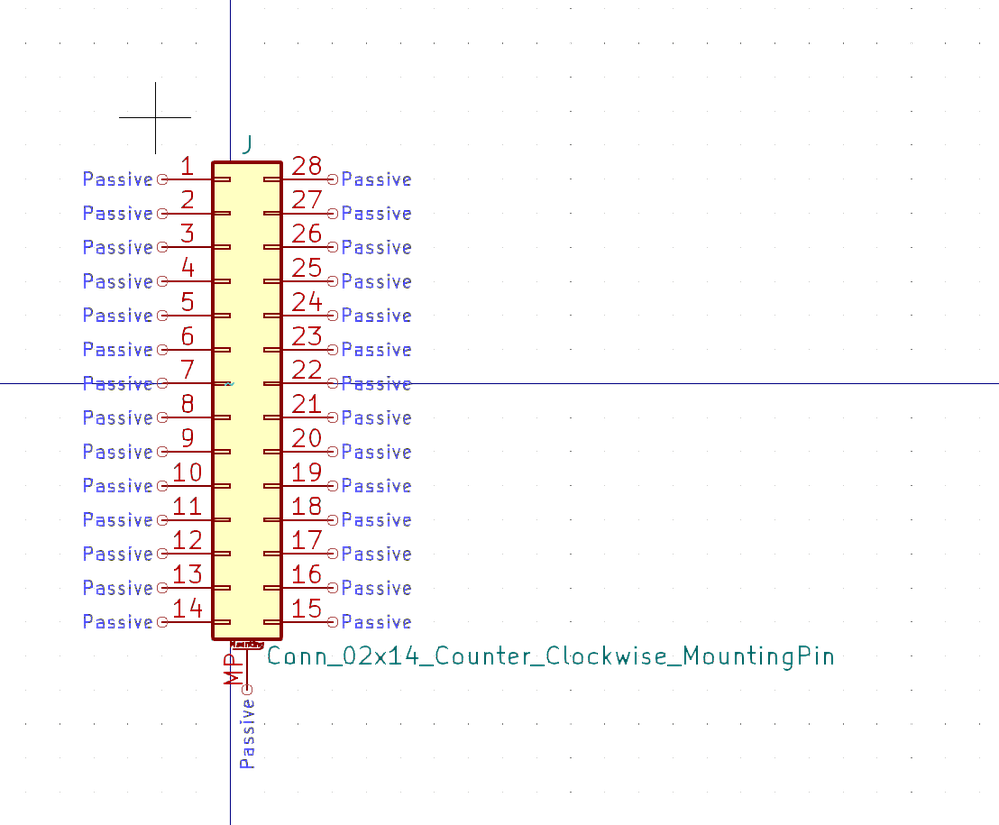 J
Passive 1 28 Passive
Passive 2 27 Passive
Passive 3 26 Passive
Passive 4 25 Passive
Passive 5 24 Passive
Passive 6 23 Passive
Passive 7 22 Passive
Passive 8 21 Passive
Passive 9 20 Passive
Passive 10 19 Passive
Passive 11 18 Passive
Passive 12 17 Passive
Passive 13 16 Passive
Passive 14 15 Passive
Mounting
Conn_02x14_Counter_Clockwise_MountingPin
MP
Passive